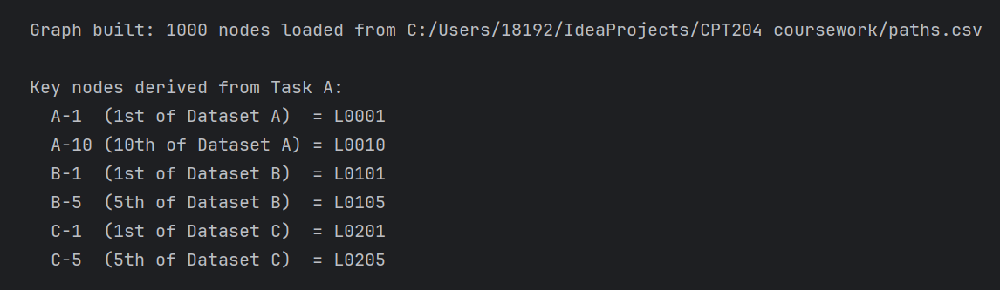 Graph built: 1000 nodes loaded from C:/Users/18192/IdeaProjects/CPT204 coursework/paths.csv
Key nodes derived from Task A:
A-1  (1st of Dataset A)  = L0001
A-10 (10th of Dataset A) = L0010
B-1  (1st of Dataset B)  = L0101
B-5  (5th of Dataset B)  = L0105
C-1  (1st of Dataset C)  = L0201
C-5  (5th of Dataset C)  = L0205